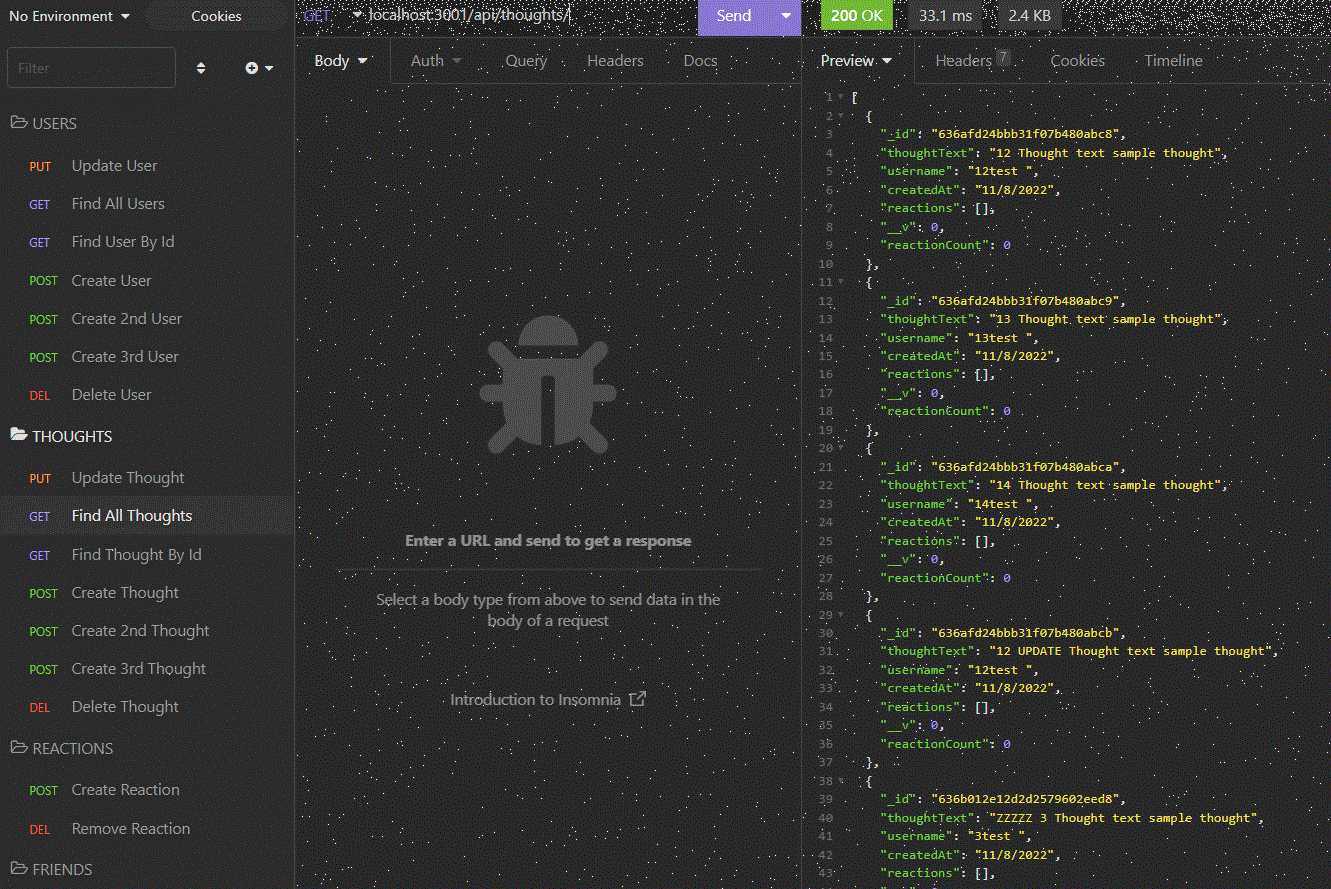 No Environment
Cookies
Filter
USERS
PUT Update User
GET Find All Users
GET Find User By Id
POST Create User
POST Create 2nd User
POST Create 3rd User
DEL Delete User
THOUGHTS
PUT Update Thought
GET Find All Thoughts
GET Find Thought By Id
POST Create Thought
POST Create 2nd Thought
POST Create 3rd Thought
DEL Delete Thought
REACTIONS
POST Create Reaction
DEL Remove Reaction
FRIENDS
GET localhost:3001/api/thoughts/ Send
Body Auth Query Headers Docs
Enter a URL and send to get a response
Select a body type from above to send data in the
body of a request
Introduction to Insomnia
200 OK 33.1 ms 2.4 KB
Preview Headers 7 Cookies Timeline
1 [
2 {
3 "_id": "636afd24bbb31f07b480abc8",
4 "thoughtText": "12 Thought text sample thought",
5 "username": "12test ",
6 "createdAt": "11/8/2022",
7 "reactions": [],
8 "__v": 0,
9 "reactionCount": 0
10 },
11 {
12 "_id": "636afd24bbb31f07b480abc9",
13 "thoughtText": "13 Thought text sample thought",
14 "username": "13test ",
15 "createdAt": "11/8/2022",
16 "reactions": [],
17 "__v": 0,
18 "reactionCount": 0
19 },
20 {
21 "_id": "636afd24bbb31f07b480abca",
22 "thoughtText": "14 Thought text sample thought",
23 "username": "14test ",
24 "createdAt": "11/8/2022",
25 "reactions": [],
26 "__v": 0,
27 "reactionCount": 0
28 },
29 {
30 "_id": "636afd24bbb31f07b480abcb",
31 "thoughtText": "12 UPDATE Thought text sample thought",
32 "username": "12test ",
33 "createdAt": "11/8/2022",
34 "reactions": [],
35 "__v": 0,
36 "reactionCount": 0
37 },
38 {
39 "_id": "636b012e12d2d2579602eed8",
40 "thoughtText": "ZZZZZ 3 Thought text sample thought",
41 "username": "3test ",
42 "createdAt": "11/8/2022",
43 "reactions": [],